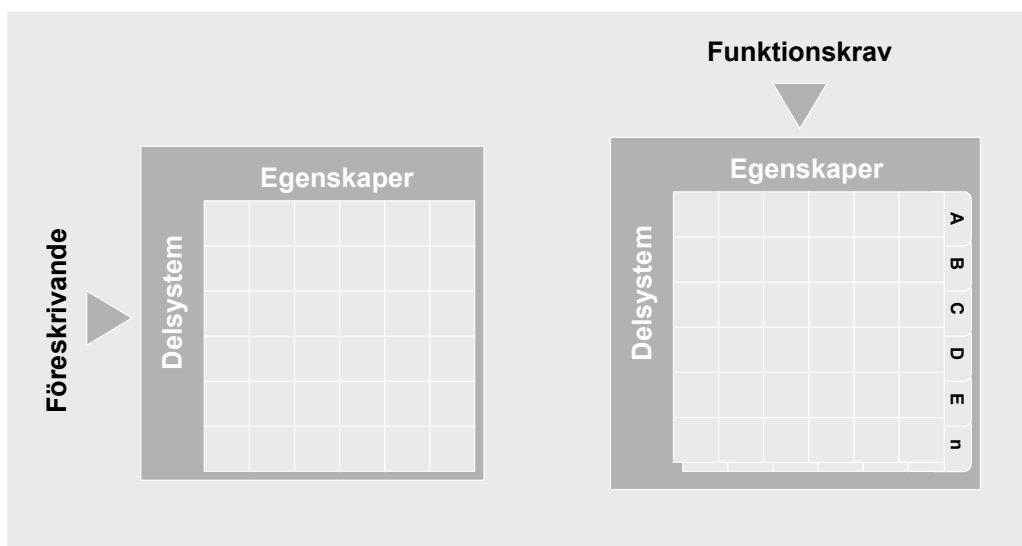 Föreskrivande
Egenskaper
Delsystem
Funktionskrav
Egenskaper
Delsystem
A
B
C
D
E
n